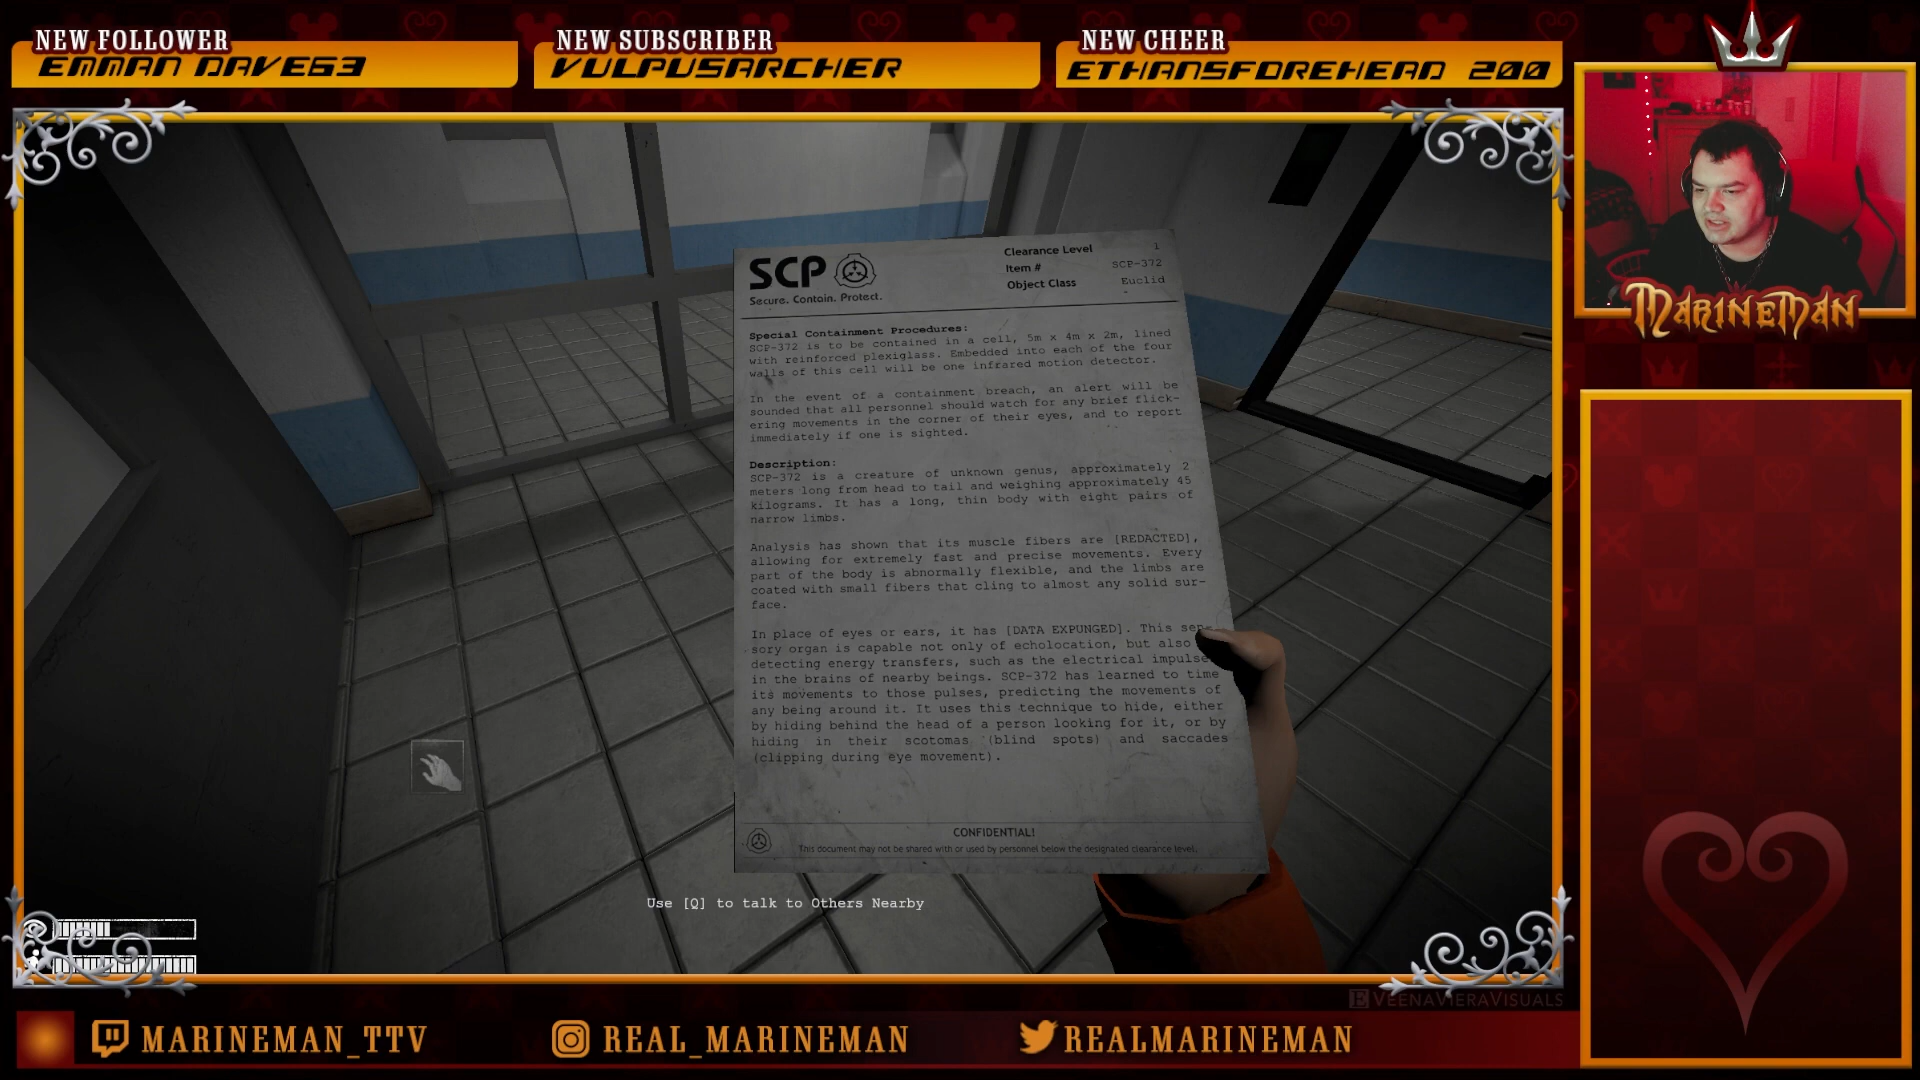 NEW FOLLOWER
EMMAN DAVE63
NEW SUBSCRIBER
VULPUSARCHER
NEW CHEER
ETHANSFOREHEAD 200
MARINEMAN
SCP
Secure. Contain. Protect.
Clearance Level 1
Item # SCP-372
Object Class Euclid
Special Containment Procedures:
SCP-372 is to be contained in a cell, 5m x 4m x 2m, lined
with reinforced plexiglass. Embedded into each of the four
walls of this cell will be one infrared motion detector.
In the event of a containment breach, an alert will be
sounded that all personnel should watch for any brief flick-
ering movements in the corner of their eyes, and to report
immediately if one is sighted.
Description:
SCP-372 is a creature of unknown genus, approximately 2
meters long from head to tail and weighing approximately 45
kilograms. It has a long, thin body with eight pairs of
narrow limbs.
Analysis has shown that its muscle fibers are [REDACTED],
allowing for extremely fast and precise movements. Every
part of the body is abnormally flexible, and the limbs are
coated with small fibers that cling to almost any solid sur-
face.
In place of eyes or ears, it has [DATA EXPUNGED]. This sen-
sory organ is capable not only of echolocation, but also
detecting energy transfers, such as the electrical impulse
in the brains of nearby beings. SCP-372 has learned to time
its movements to those pulses, predicting the movements of
any being around it. It uses this technique to hide, either
by hiding behind the head of a person looking for it, or by
hiding in their scotomas (blind spots) and saccades
(clipping during eye movement).
CONFIDENTIAL!
This document may not be shared with or used by personnel below the designated clearance level.
Use [Q] to talk to Others Nearby
EVEENAVIERAVISUALS
MARINEMAN_TTV
REAL_MARINEMAN
REALMARINEMAN